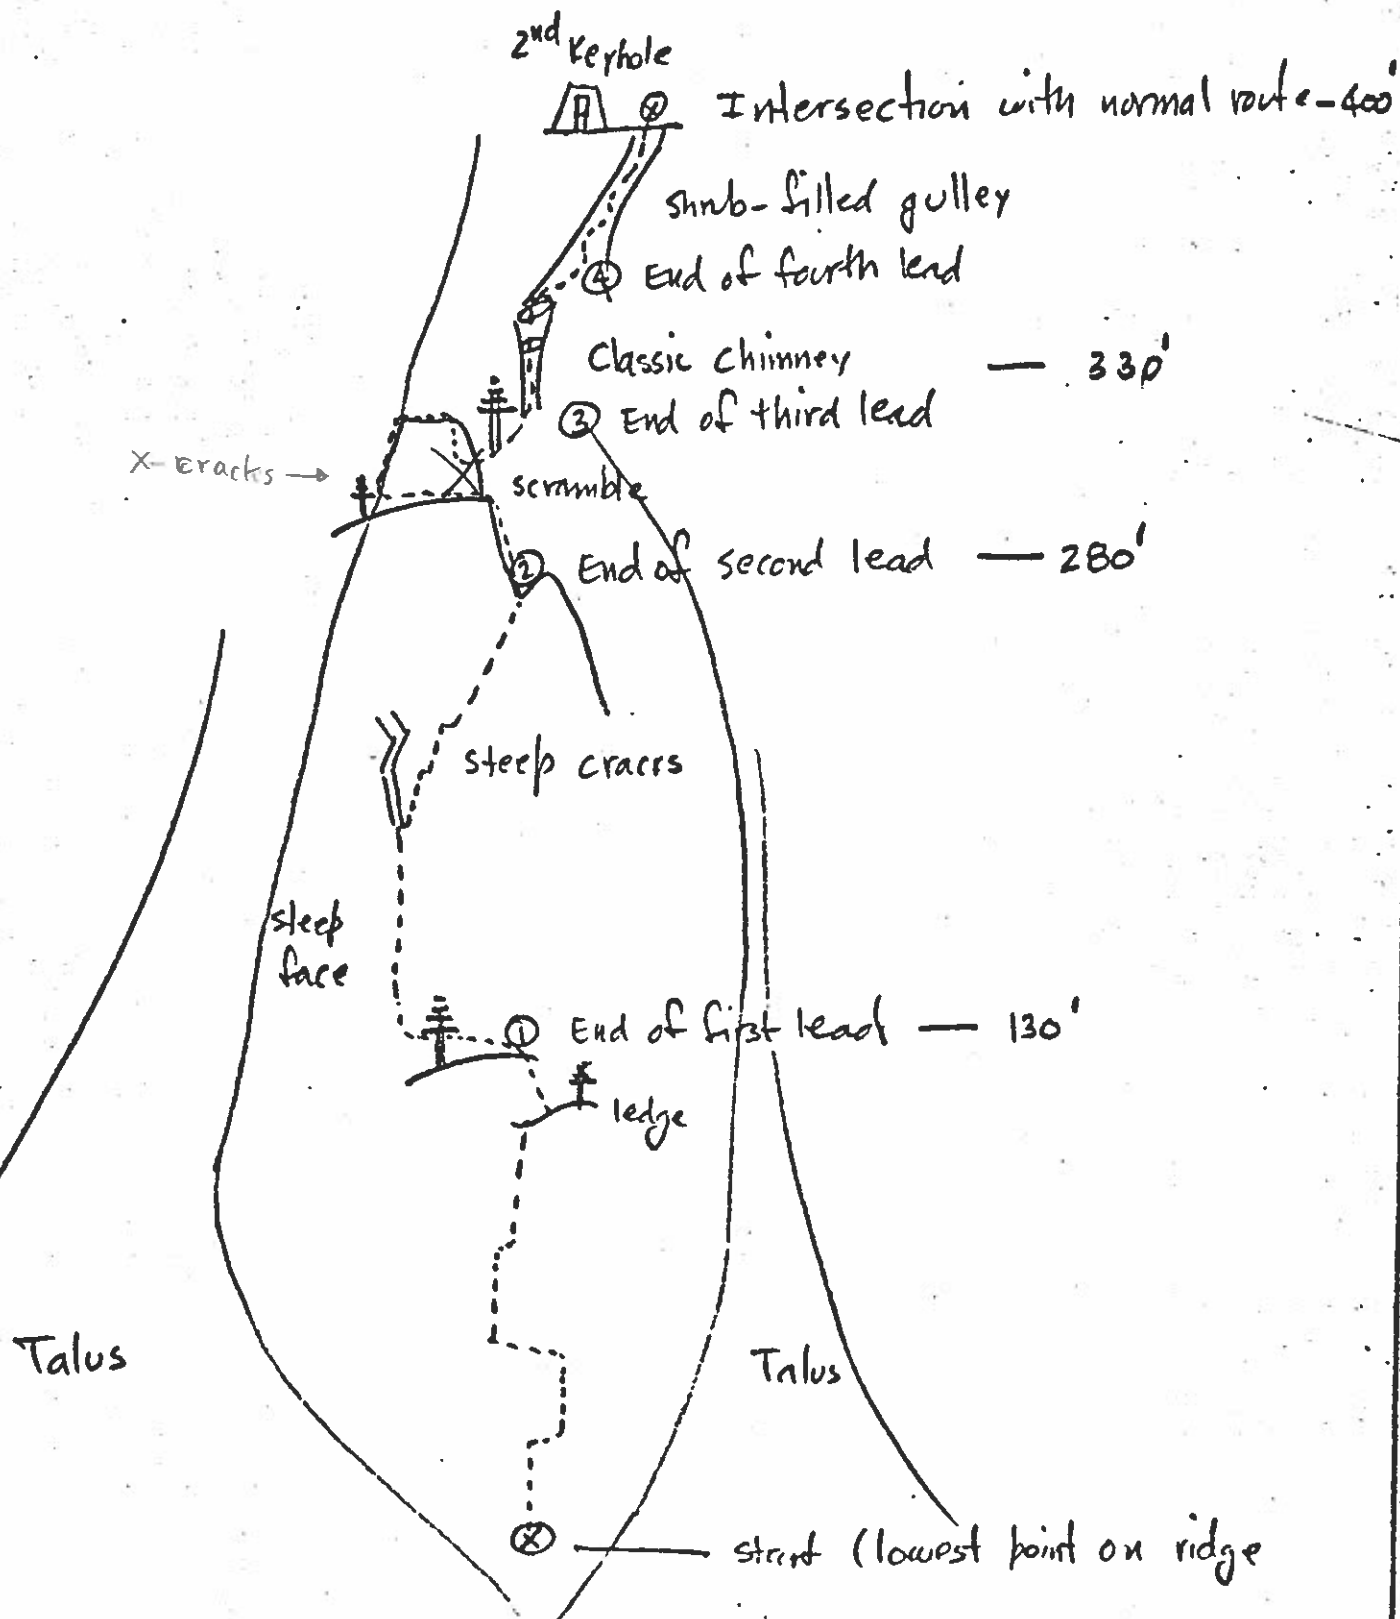 2nd Keyhole
A X Intersection with normal route - 400'
Shrub-filled gulley
4 End of fourth lead
Classic Chimney — 330'
3 End of third lead
X-cracks →
scramble
2 End of second lead — 280'
steep cracrs
steep
face
1 End of first lead — 130'
ledge
Talus
Talus
X — start (lowest point on ridge